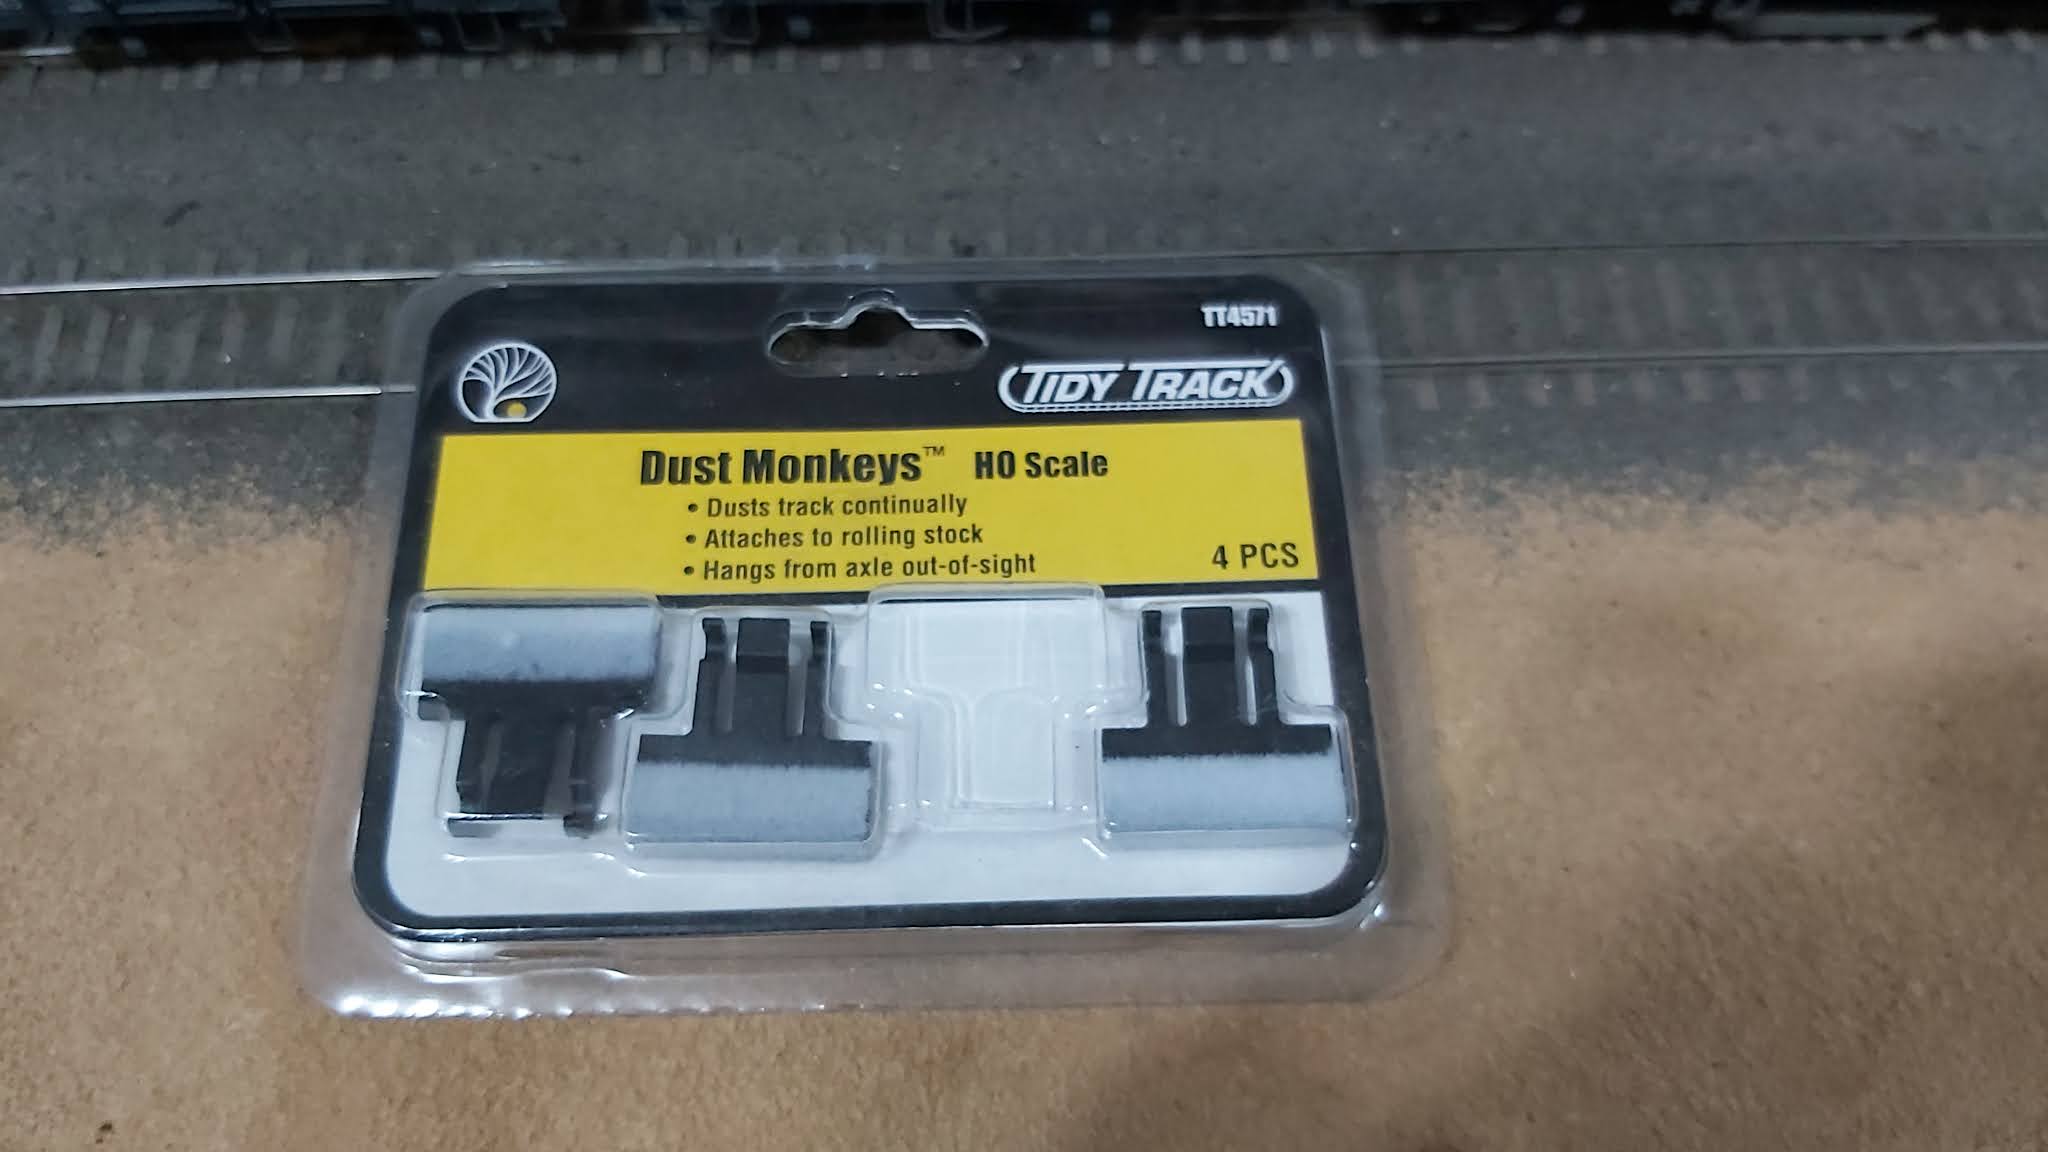 TT4571
TIDY TRACK
Dust Monkeys™ HO Scale
• Dusts track continually
• Attaches to rolling stock
• Hangs from axle out-of-sight
4 PCS